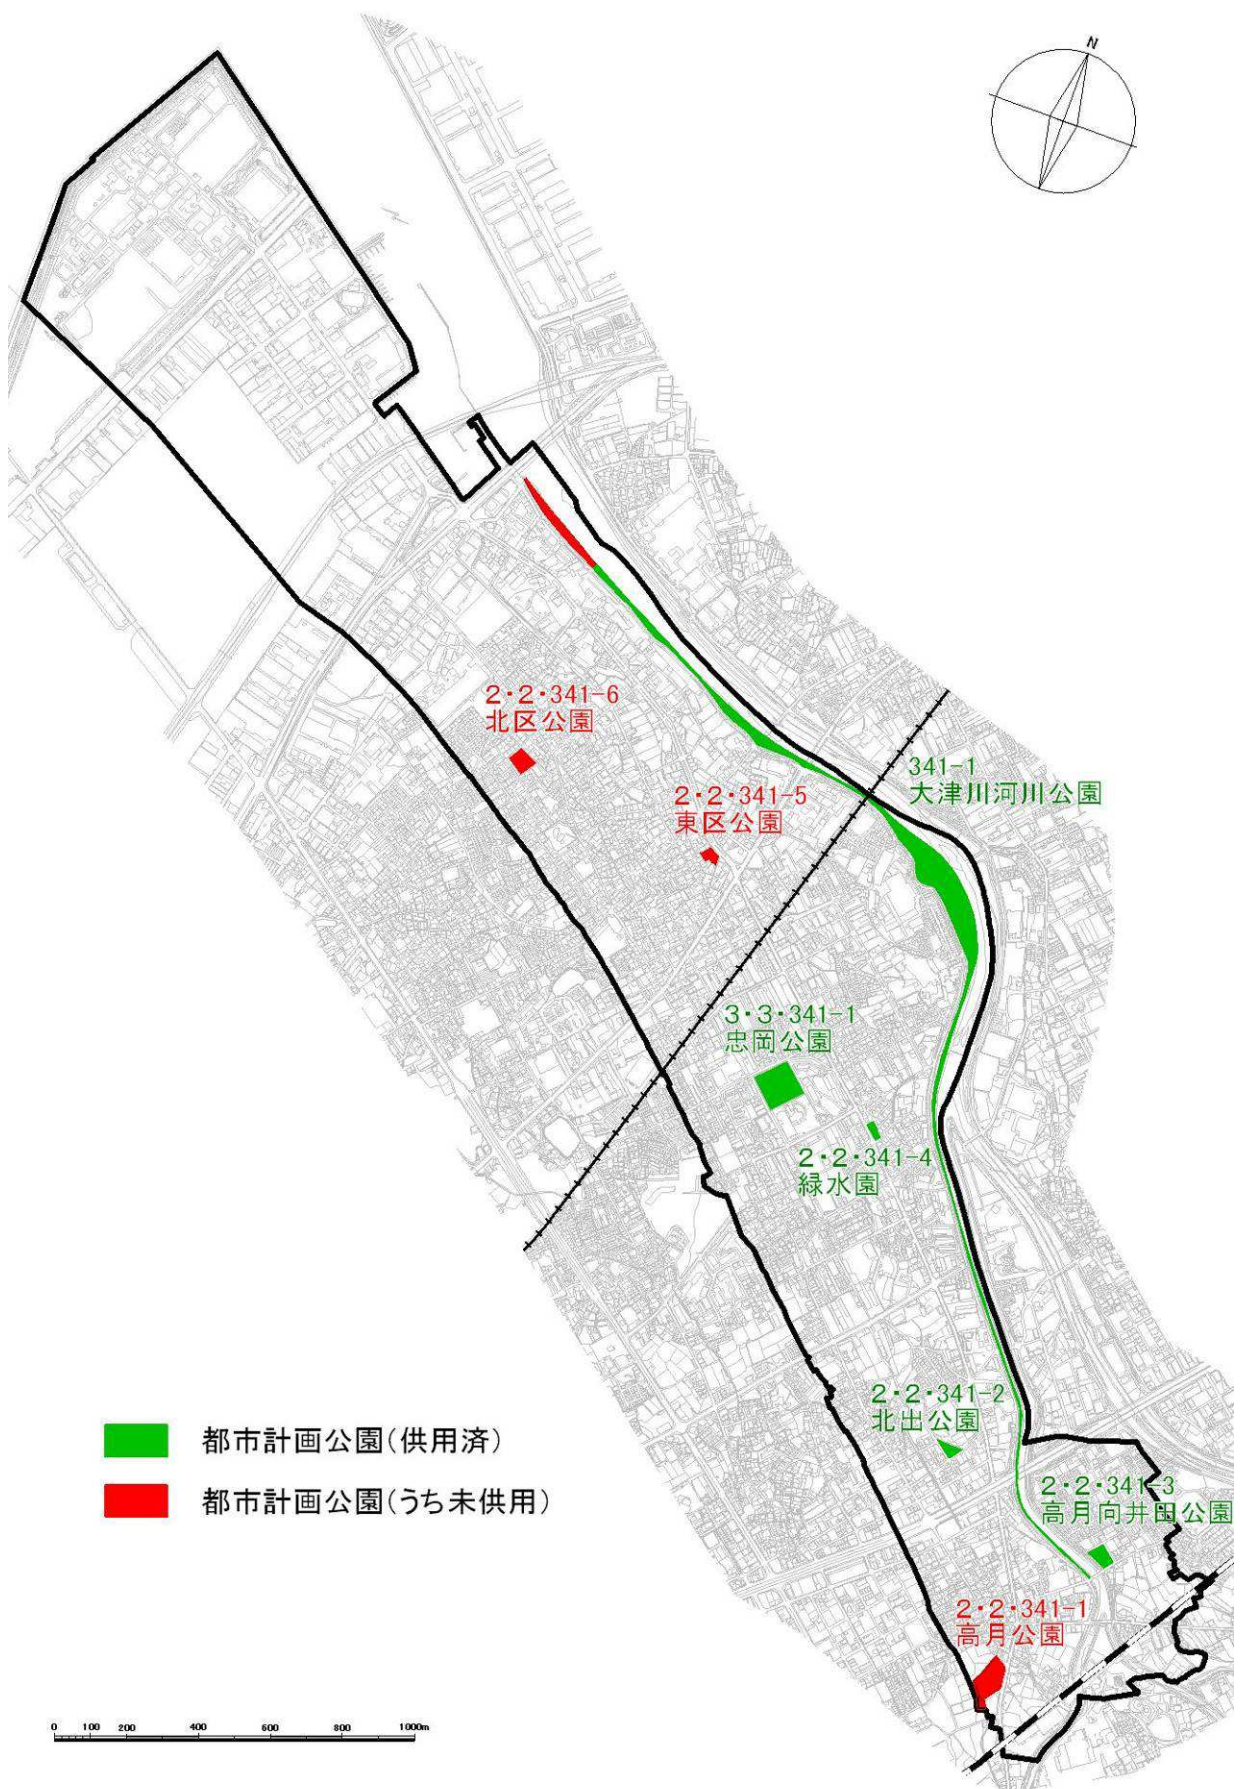 N
2・2・341-6
北区公園
2・2・341-5
東区公園
341-1
大津川河川公園
3・3・341-1
忠岡公園
2・2・341-4
緑水園
2・2・341-2
北出公園
2・2・341-3
高月向井田公園
2・2・341-1
高月公園
都市計画公園(供用済)
都市計画公園(うち未供用)
0 100 200 400 600 800 1000m